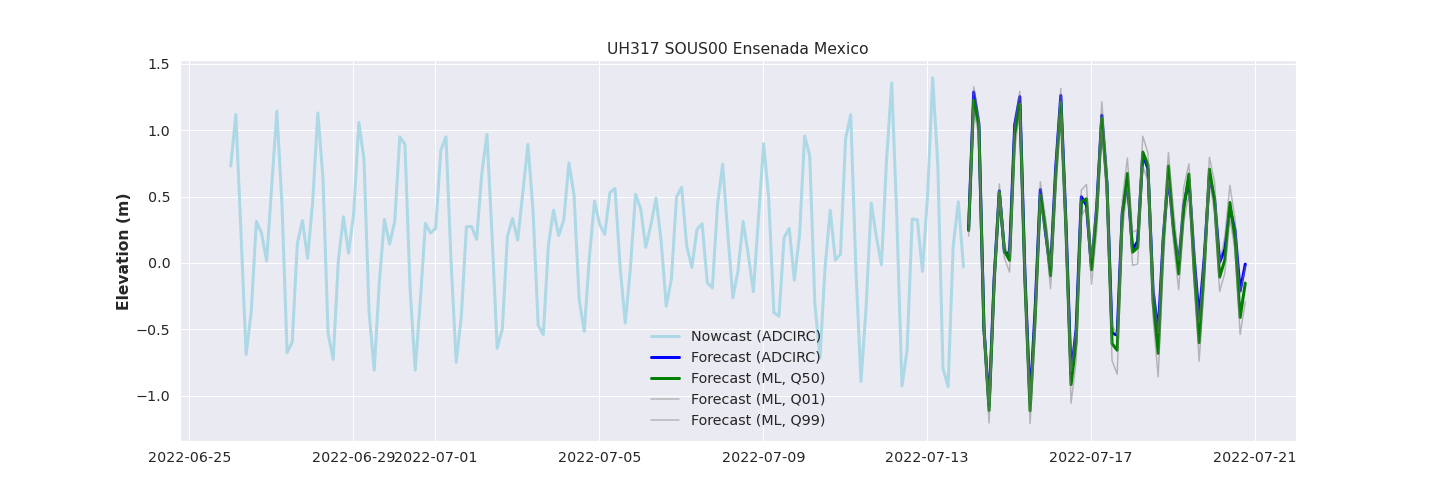 UH317 SOUS00 Ensenada Mexico
1.5
1.0
0.5
0.0
−0.5
−1.0
Elevation (m)
Nowcast (ADCIRC)
Forecast (ADCIRC)
Forecast (ML, Q50)
Forecast (ML, Q01)
Forecast (ML, Q99)
2022-06-25 2022-06-29 2022-07-01 2022-07-05 2022-07-09 2022-07-13 2022-07-17 2022-07-21